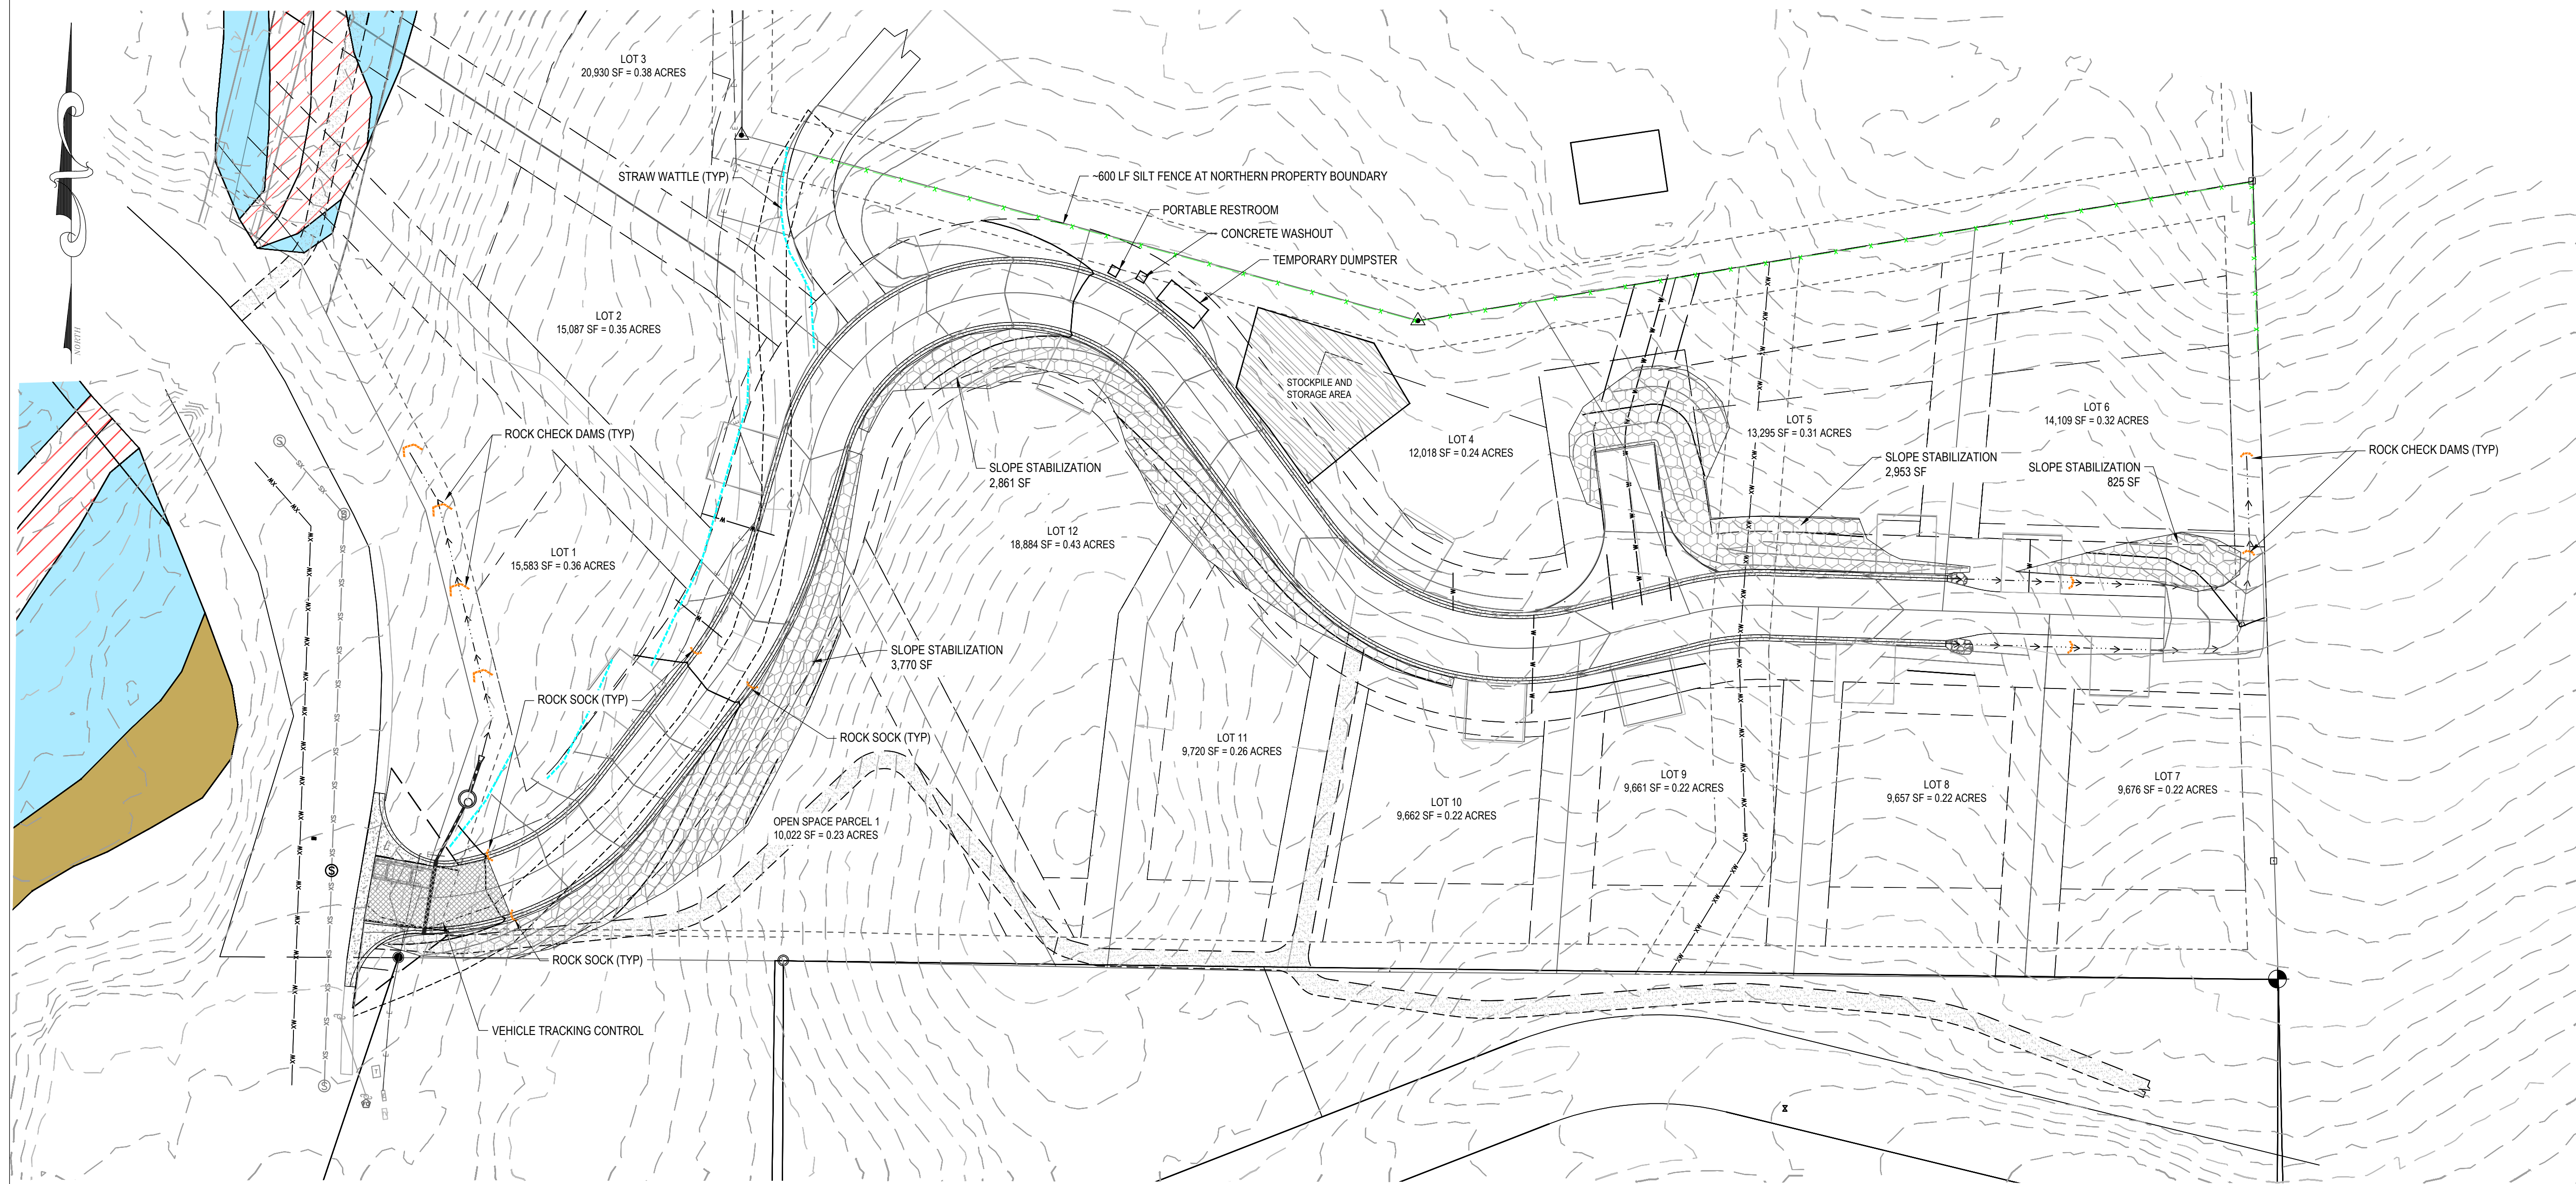 LOT 3
20,930 SF = 0.38 ACRES
STRAW WATTLE (TYP)
~600 LF SILT FENCE AT NORTHERN PROPERTY BOUNDARY
PORTABLE RESTROOM
CONCRETE WASHOUT
TEMPORARY DUMPSTER
NORTH
LOT 2
15,087 SF = 0.35 ACRES
STOCKPILE AND
STORAGE AREA
ROCK CHECK DAMS (TYP)
LOT 4
12,018 SF = 0.24 ACRES
LOT 5
13,295 SF = 0.31 ACRES
LOT 6
14,109 SF = 0.32 ACRES
SLOPE STABILIZATION
2,861 SF
SLOPE STABILIZATION
2,953 SF
SLOPE STABILIZATION
825 SF
ROCK CHECK DAMS (TYP)
LOT 12
18,884 SF = 0.43 ACRES
LOT 1
15,583 SF = 0.36 ACRES
SLOPE STABILIZATION
3,770 SF
ROCK SOCK (TYP)
ROCK SOCK (TYP)
LOT 11
9,720 SF = 0.26 ACRES
LOT 10
9,662 SF = 0.22 ACRES
LOT 9
9,661 SF = 0.22 ACRES
LOT 8
9,657 SF = 0.22 ACRES
LOT 7
9,676 SF = 0.22 ACRES
OPEN SPACE PARCEL 1
10,022 SF = 0.23 ACRES
ROCK SOCK (TYP)
VEHICLE TRACKING CONTROL